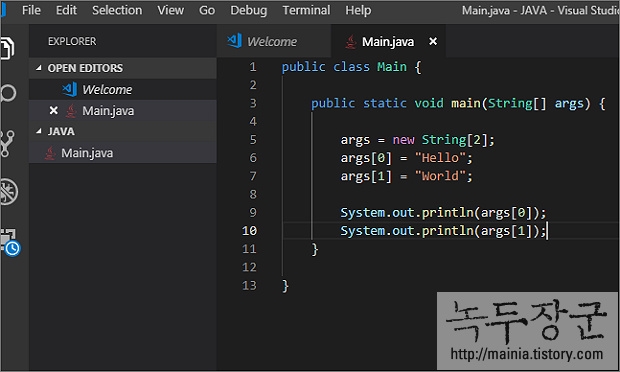 File Edit Selection View Go Debug Terminal Help Main.java - JAVA - Visual Studio
EXPLORER
OPEN EDITORS
Welcome
Main.java
JAVA
Main.java
Welcome Main.java
1 public class Main {
2
3 public static void main(String[] args) {
4
5 args = new String[2];
6 args[0] = "Hello";
7 args[1] = "World";
8
9 System.out.println(args[0]);
10 System.out.println(args[1]);
11 }
12
13 }
녹두장군
http://mainia.tistory.com